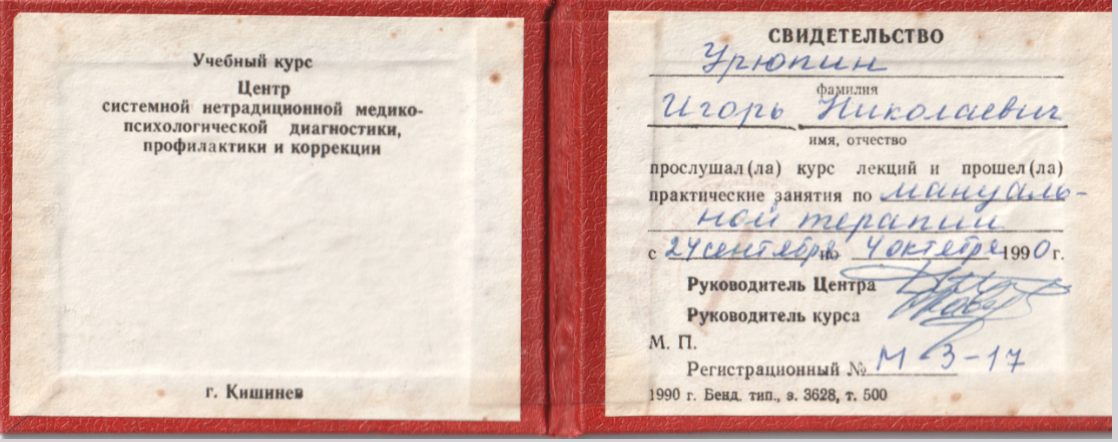 Учебный курс
Центр
системной нетрадиционной медико-
психологической диагностики,
профилактики и коррекции
г. Кишинев
СВИДЕТЕЛЬСТВО
Урюпин
фамилия
Игорь Николаевич
имя, отчество
прослушал(ла) курс лекций и прошел(ла)
практические занятия по мануаль-
ной терапии
с 24 сентября по 4 октября 1990 г.
Руководитель Центра
Руководитель курса
М. П.
Регистрационный № М-3-17
1990 г. Бенд. тип., з. 3628, т. 500